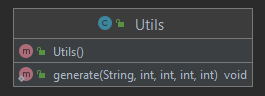 C Utils
m Utils()
m generate(String, int, int, int, int) void